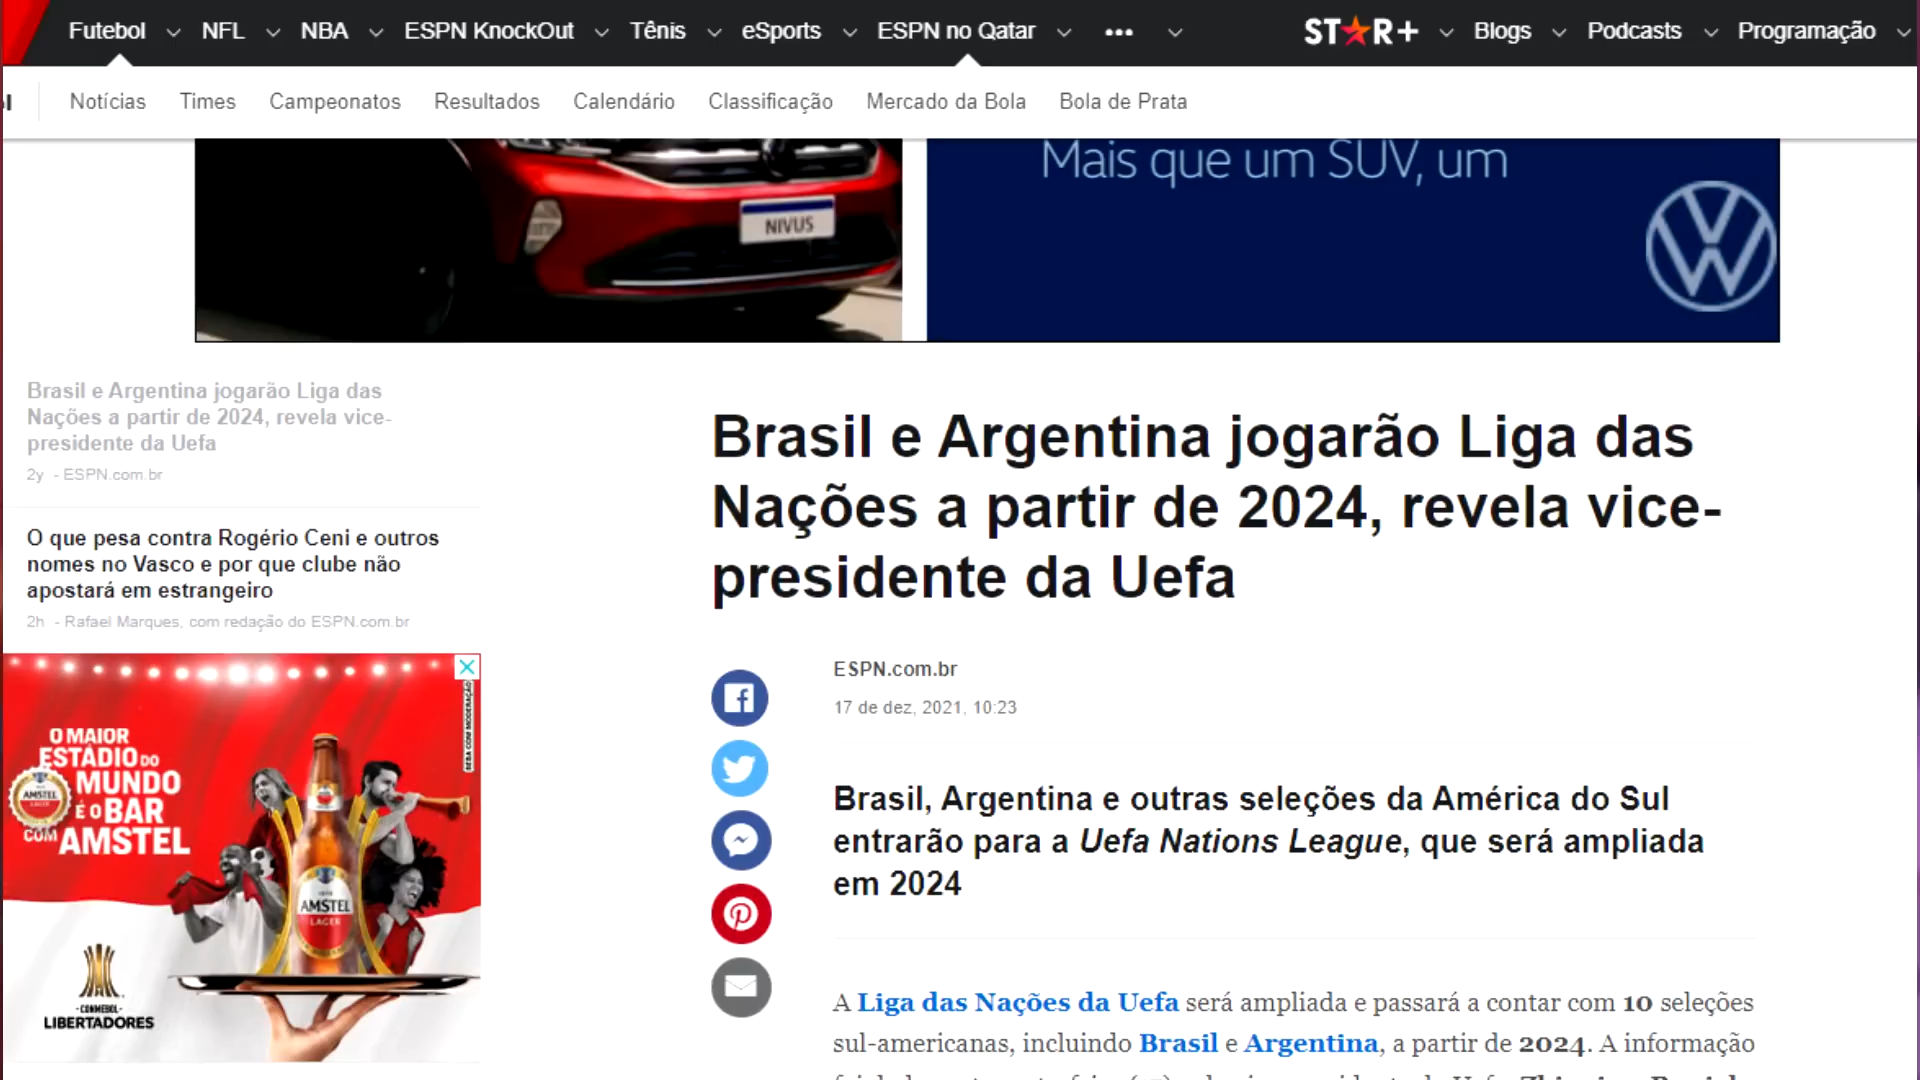 Futebol NFL NBA ESPN KnockOut Tênis eSports ESPN no Qatar ••• ST★R+ Blogs Podcasts Programação
Notícias Times Campeonatos Resultados Calendário Classificação Mercado da Bola Bola de Prata
NIVUS
Mais que um SUV, um
Brasil e Argentina jogarão Liga das
Nações a partir de 2024, revela vice-
presidente da Uefa
2y - ESPN.com.br
O que pesa contra Rogério Ceni e outros
nomes no Vasco e por que clube não
apostará em estrangeiro
2h - Rafael Marques, com redação do ESPN.com.br
BEBA COM MODERAÇÃO
O MAIOR
ESTÁDIO DO
MUNDO
É O BAR
COM AMSTEL
AMSTEL
AMSTEL
LAGER
CONMEBOL
LIBERTADORES
Brasil e Argentina jogarão Liga das
Nações a partir de 2024, revela vice-
presidente da Uefa
ESPN.com.br
17 de dez, 2021, 10:23
Brasil, Argentina e outras seleções da América do Sul
entrarão para a Uefa Nations League, que será ampliada
em 2024
A Liga das Nações da Uefa será ampliada e passará a contar com 10 seleções
sul-americanas, incluindo Brasil e Argentina, a partir de 2024. A informação